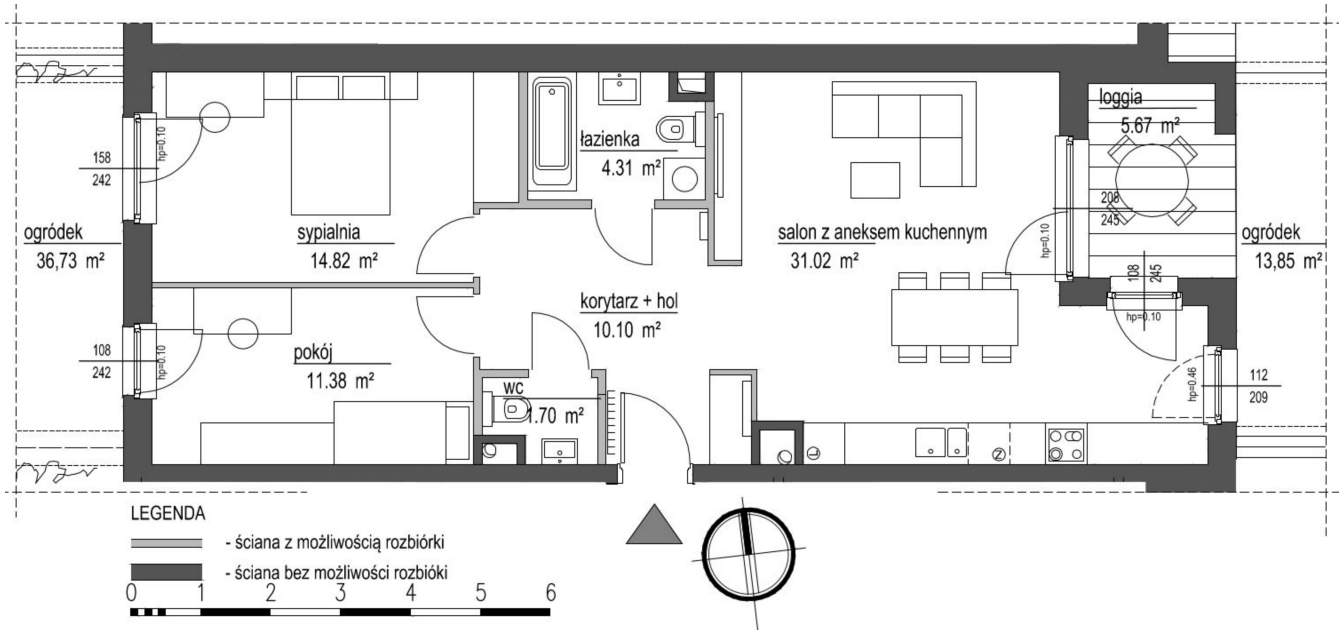 loggia
5.67 m²
hp=0.10
łazienka
4.31 m²
158
242
208
245
ogródek
36,73 m²
sypialnia
14.82 m²
salon z aneksem kuchennym
31.02 m²
hp=0.10
ogródek
13,85 m²
108
245
korytarz + hol
10.10 m²
hp=0.10
108
242
hp=0.10
pokój
11.38 m²
hp=0.46
112
209
wc
1.70 m²
L
Z
LEGENDA
- ściana z możliwością rozbiórki
- ściana bez możliwości rozbióki
0 1 2 3 4 5 6